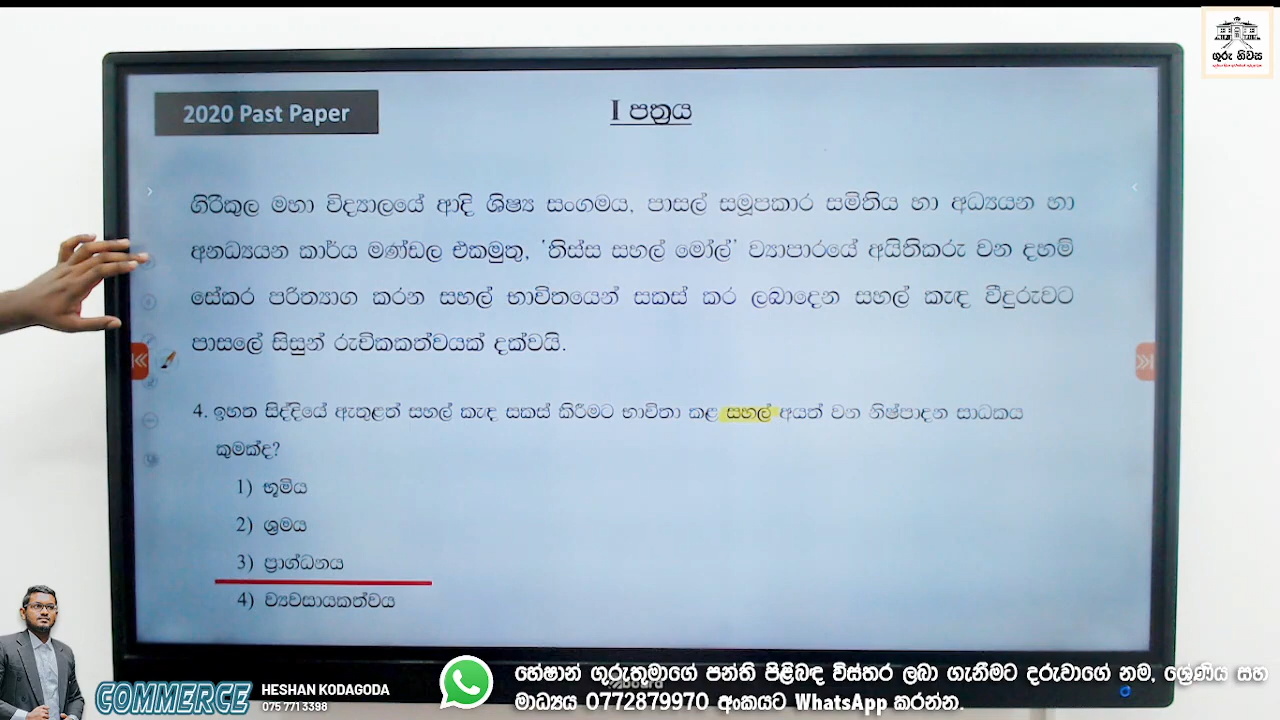 ගුරු නිවස
2020 Past Paper
I පත්‍රය
ගිරිකුල මහා විද්‍යාලයේ ආදි ශිෂ්‍ය සංගමය, පාසල් සමූපකාර සමිතිය හා අධ්‍යයන හා
අනධ්‍යයන කාර්ය මණ්ඩල එකමුතු, 'තිස්ස සහල් මෝල්' ව්‍යාපාරයේ අයිතිකරු වන දහම්
සේකර පරිත්‍යාග කරන සහල් භාවිතයෙන් සකස් කර ලබාදෙන සහල් කැඳ වීදුරුවට
පාසලේ සිසුන් රුචිකකත්වයක් දක්වයි.
4. ඉහත සිද්දියේ ඇතුළත් සහල් කැඳ සකස් කිරීමට භාවිතා කළ සහල් අයත් වන නිෂ්පාදන සාධකය
කුමක්ද?
1) භූමිය
2) ශ්‍රමය
3) ප්‍රාග්ධනය
4) ව්‍යවසායකත්වය
COMMERCE
HESHAN KODAGODA
075 771 3398
හේෂාන් ගුරුතුමාගේ පන්ති පිළිබඳ විස්තර ලබා ගැනීමට දරුවාගේ නම, ශ්‍රේණිය සහ
මාධ්‍යය 0772879970 අංකයට WhatsApp කරන්න.